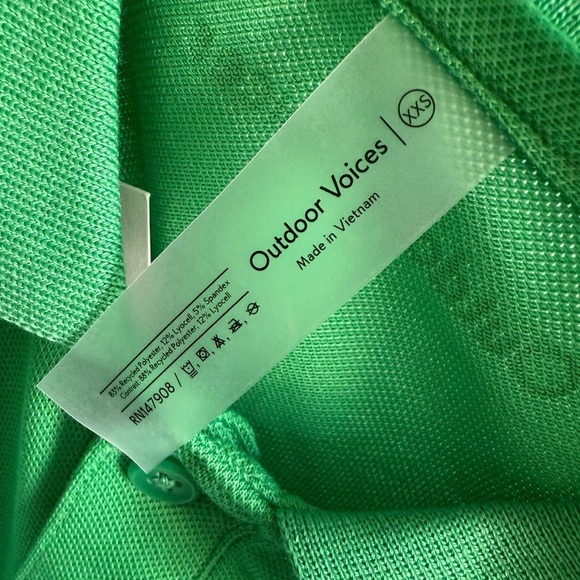 Outdoor Voices | XXS
Made in Vietnam
83% Recycled Polyester, 12% Lyocell, 5% Spandex
Contrast: 88% Recycled Polyester, 12% Lyocell
RN147908 /